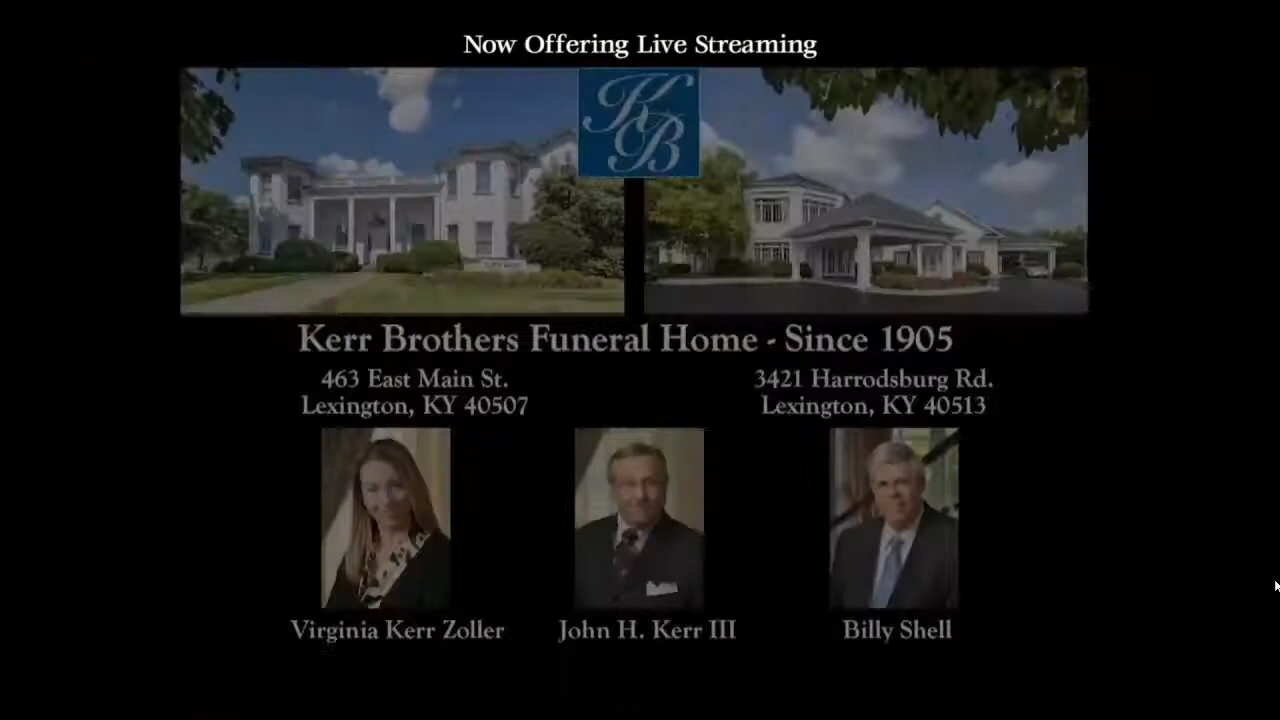 Now Offering Live Streaming
KB
Kerr Brothers Funeral Home - Since 1905
463 East Main St.
Lexington, KY 40507
3421 Harrodsburg Rd.
Lexington, KY 40513
Virginia Kerr Zoller
John H. Kerr III
Billy Shell